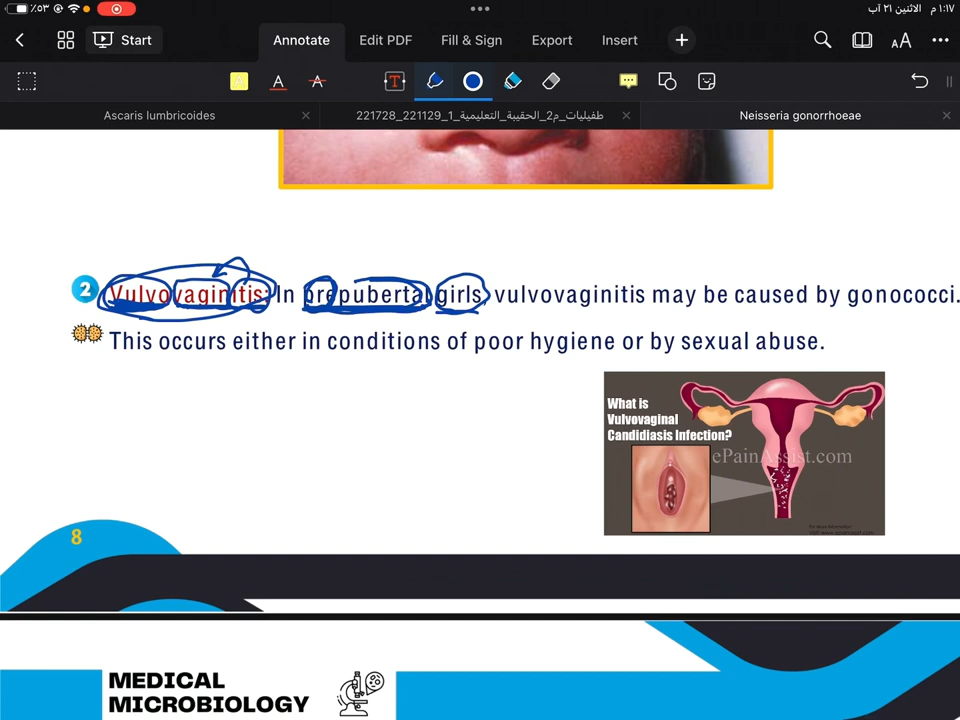 ٪٥٣
١:١٧ م الاثنين ٢١ آب
Start
Annotate
Edit PDF
Fill & Sign
Export
Insert
Ascaris lumbricoides
طفيليات_م2_الحقيبة_التعليمية_1_221129_221728
Neisseria gonorrhoeae
2 Vulvovaginitis: In prepubertal girls, vulvovaginitis may be caused by gonococci.
This occurs either in conditions of poor hygiene or by sexual abuse.
What is
Vulvovaginal
Candidiasis Infection?
ePainAssist.com
8
MEDICAL
MICROBIOLOGY